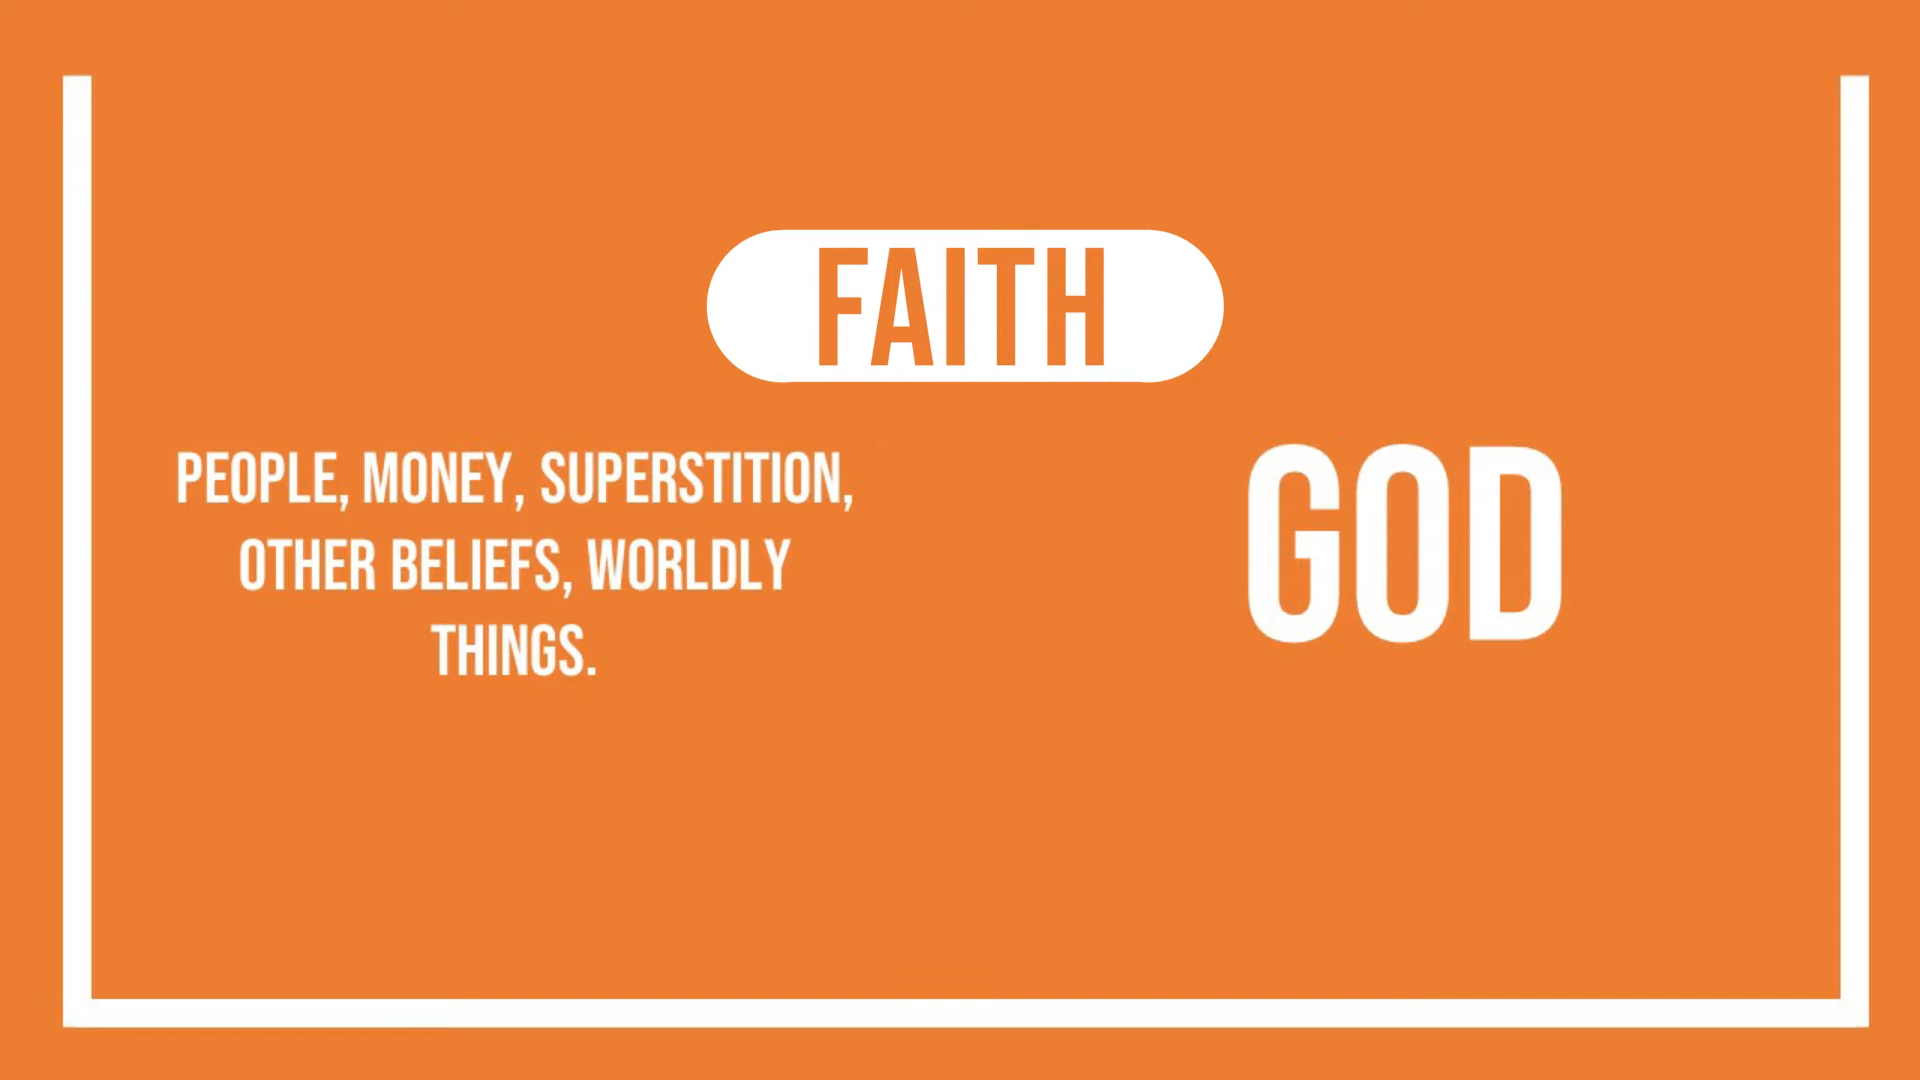 FAITH
PEOPLE, MONEY, SUPERSTITION,
OTHER BELIEFS, WORLDLY
THINGS.
GOD